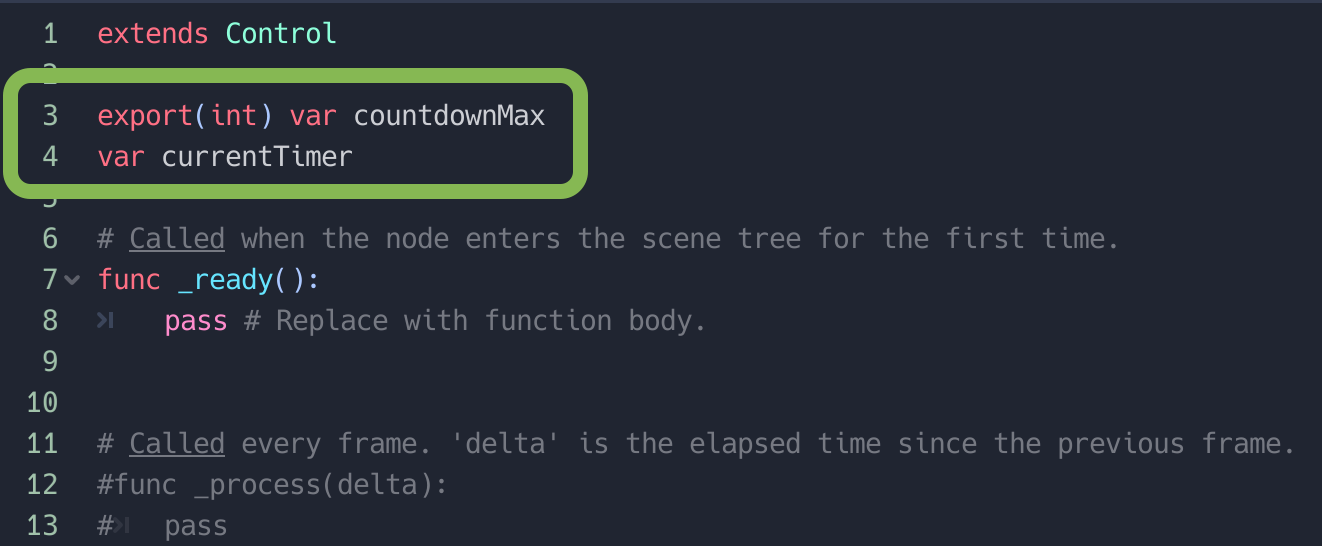 1 extends Control
2
3 export(int) var countdownMax
4 var currentTimer
5
6 # Called when the node enters the scene tree for the first time.
7 func _ready():
8 pass # Replace with function body.
9
10
11 # Called every frame. 'delta' is the elapsed time since the previous frame.
12 #func _process(delta):
13 # pass